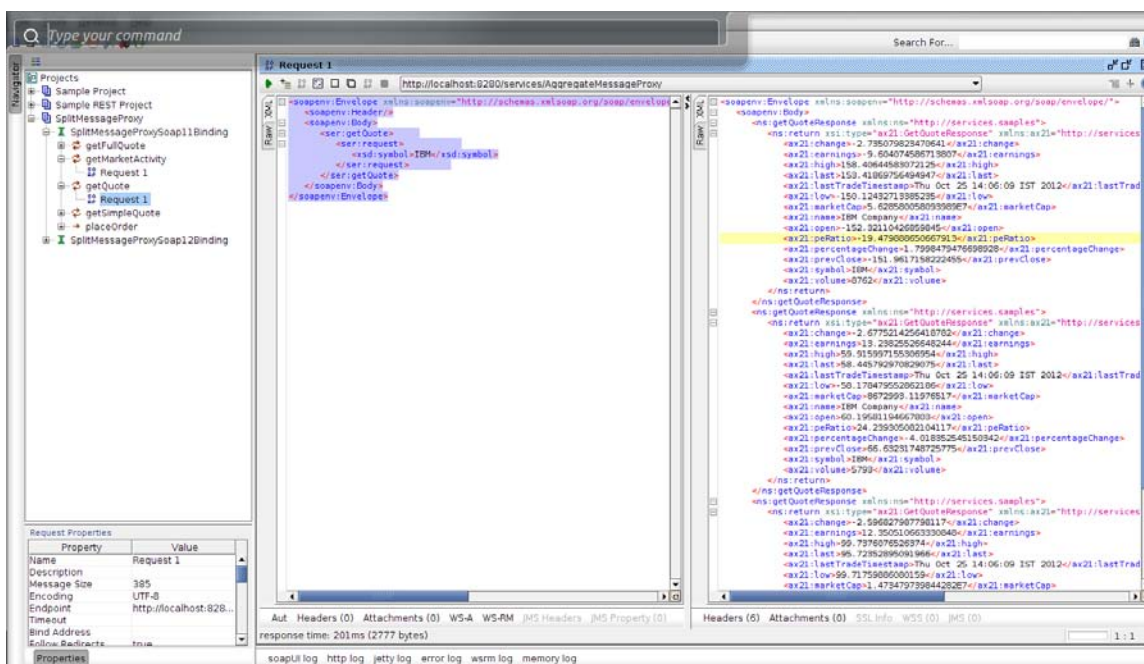 Type your command
Search For...
Navigator
Projects
Sample Project
Sample REST Project
SplitMessageProxy
SplitMessageProxySoap11Binding
getFullQuote
getMarketActivity
Request 1
getQuote
Request 1
getSimpleQuote
placeOrder
SplitMessageProxySoap12Binding
Request 1
http://localhost:8280/services/AggregateMessageProxy
XML
Raw
<soapenv:Envelope xmlns:soapenv="http://schemas.xmlsoap.org/soap/envelope
<soapenv:Header/>
<soapenv:Body>
<ser:getQuote>
<ser:request>
<xsd:symbol>IBM</xsd:symbol>
</ser:request>
</ser:getQuote>
</soapenv:Body>
</soapenv:Envelope>
XML
Raw
<soapenv:Envelope xmlns:soapenv="http://schemas.xmlsoap.org/soap/envelope/">
<soapenv:Body>
<ns:getQuoteResponse xmlns:ns="http://services.samples">
<ns:return xsi:type="ax21:GetQuoteResponse" xmlns:ax21="http://services
<ax21:change>-2.735079823470641</ax21:change>
<ax21:earnings>-9.604074586713807</ax21:earnings>
<ax21:high>158.40644583072125</ax21:high>
<ax21:last>153.41869756494947</ax21:last>
<ax21:lastTradeTimestamp>Thu Oct 25 14:06:09 IST 2012</ax21:lastTrad
<ax21:low>-150.12432713385235</ax21:low>
<ax21:marketCap>5.628580058093989E7</ax21:marketCap>
<ax21:name>IBM Company</ax21:name>
<ax21:open>-152.32110426859845</ax21:open>
<ax21:peRatio>-19.479888650667913</ax21:peRatio>
<ax21:percentageChange>1.7998479476698928</ax21:percentageChange>
<ax21:prevClose>-151.9617158222455</ax21:prevClose>
<ax21:symbol>IBM</ax21:symbol>
<ax21:volume>8762</ax21:volume>
</ns:return>
</ns:getQuoteResponse>
<ns:getQuoteResponse xmlns:ns="http://services.samples">
<ns:return xsi:type="ax21:GetQuoteResponse" xmlns:ax21="http://services
<ax21:change>-2.6775214256418782</ax21:change>
<ax21:earnings>13.23825526648244</ax21:earnings>
<ax21:high>59.915997155306954</ax21:high>
<ax21:last>58.445792970829075</ax21:last>
<ax21:lastTradeTimestamp>Thu Oct 25 14:06:09 IST 2012</ax21:lastTrad
<ax21:low>-58.178479552862186</ax21:low>
<ax21:marketCap>8672993.11976517</ax21:marketCap>
<ax21:name>IBM Company</ax21:name>
<ax21:open>60.19581194667803</ax21:open>
<ax21:peRatio>24.239305082104117</ax21:peRatio>
<ax21:percentageChange>-4.018352545150342</ax21:percentageChange>
<ax21:prevClose>66.63231748725775</ax21:prevClose>
<ax21:symbol>IBM</ax21:symbol>
<ax21:volume>5793</ax21:volume>
</ns:return>
</ns:getQuoteResponse>
<ns:getQuoteResponse xmlns:ns="http://services.samples">
<ns:return xsi:type="ax21:GetQuoteResponse" xmlns:ax21="http://services
<ax21:change>-2.596827987798117</ax21:change>
<ax21:earnings>12.350510663330848</ax21:earnings>
<ax21:high>99.7376076526374</ax21:high>
<ax21:last>95.72352895091966</ax21:last>
<ax21:lastTradeTimestamp>Thu Oct 25 14:06:09 IST 2012</ax21:lastTrad
<ax21:low>99.71759886080159</ax21:low>
<ax21:marketCap>1.473479739844282E7</ax21:marketCap>
Request Properties
Property Value
Name Request 1
Description
Message Size 385
Encoding UTF-8
Endpoint http://localhost:828...
Timeout
Bind Address
Follow Redirects true
Properties
Aut Headers (0) Attachments (0) WS-A WS-RM JMS Headers JMS Property (0)
Headers (6) Attachments (0) SSL Info WSS (0) JMS (0)
response time: 201ms (2777 bytes)
1 : 1
soapUI log http log jetty log error log wsrm log memory log